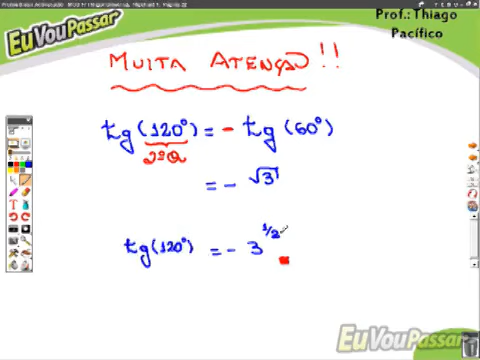 Prof.: Thiago
Pacífico
EuVouPassar
MUITA ATENÇÃO!!
tg(120°) = - tg(60°)
2ºQ
= - √3
tg(120°) = - 3^1/2
EuVouPassar